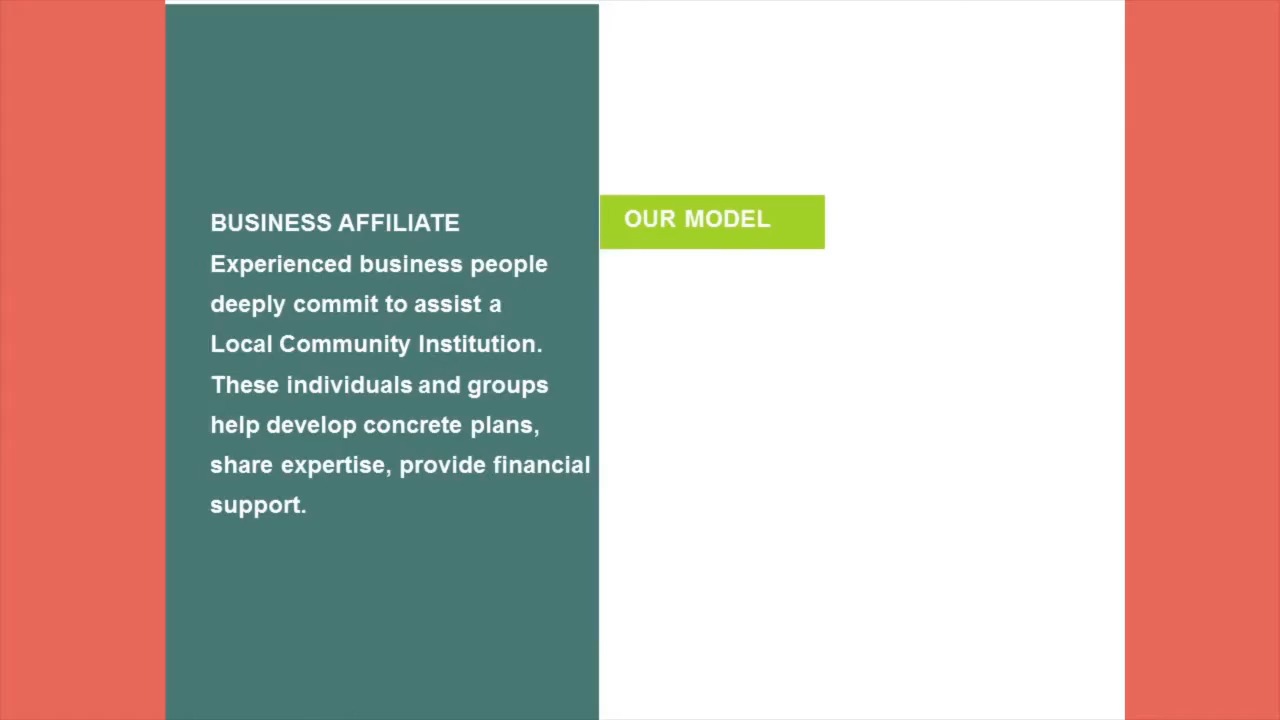 BUSINESS AFFILIATE
Experienced business people
deeply commit to assist a
Local Community Institution.
These individuals and groups
help develop concrete plans,
share expertise, provide financial
support.
OUR MODEL